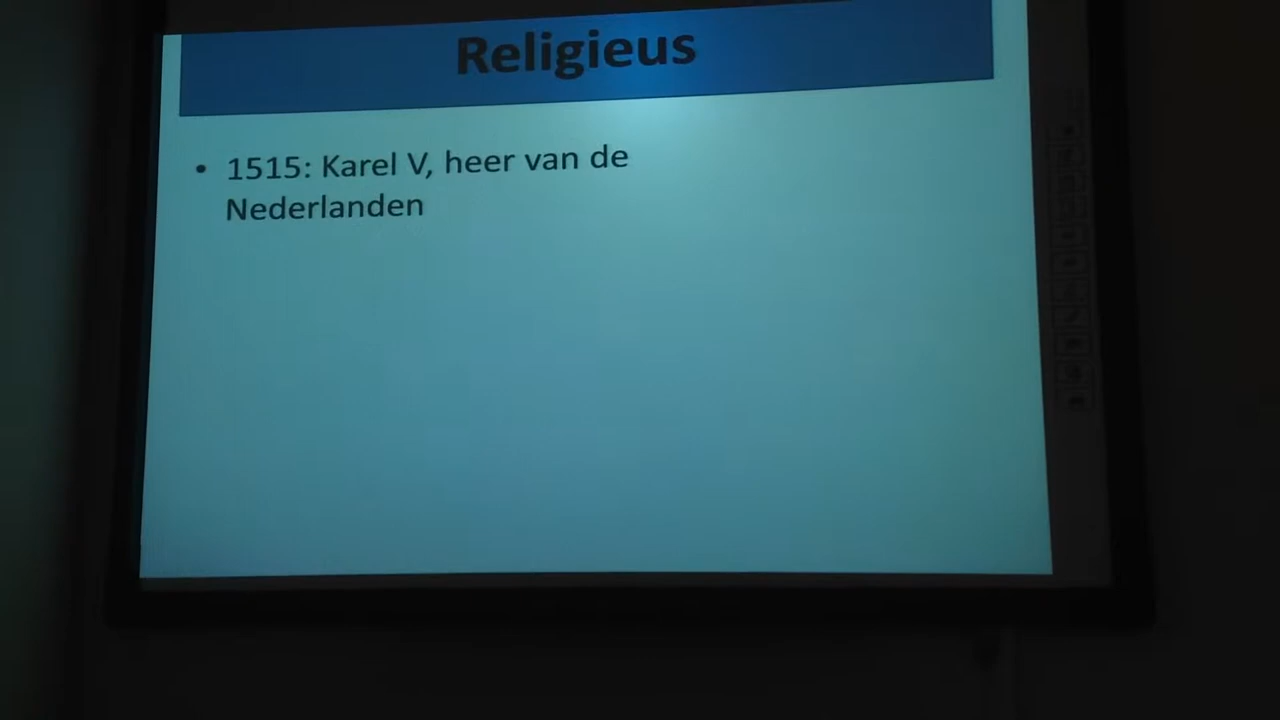 Religieus
• 1515: Karel V, heer van de
Nederlanden